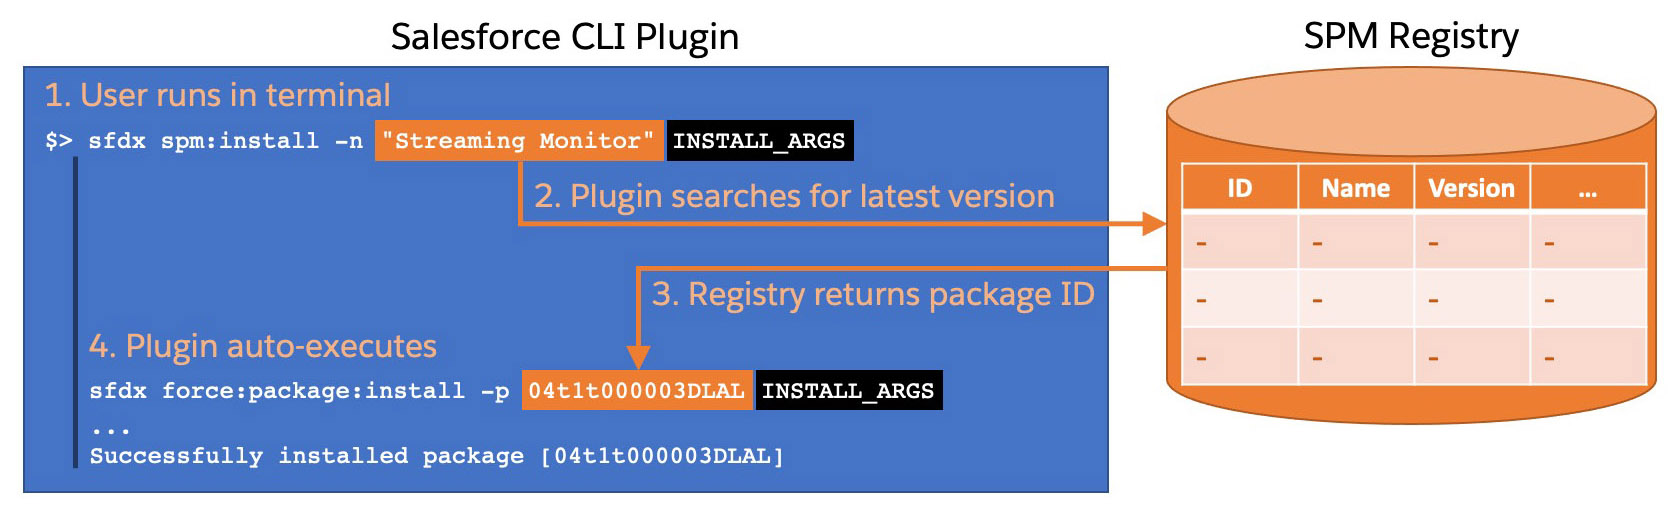 Salesforce CLI Plugin
SPM Registry
1. User runs in terminal
$> sfdx spm:install -n "Streaming Monitor" INSTALL_ARGS
2. Plugin searches for latest version
3. Registry returns package ID
4. Plugin auto-executes
sfdx force:package:install -p 04t1t000003DLAL INSTALL_ARGS
...
Successfully installed package [04t1t000003DLAL]
ID Name Version ...
- - - -
- - - -
- - - -